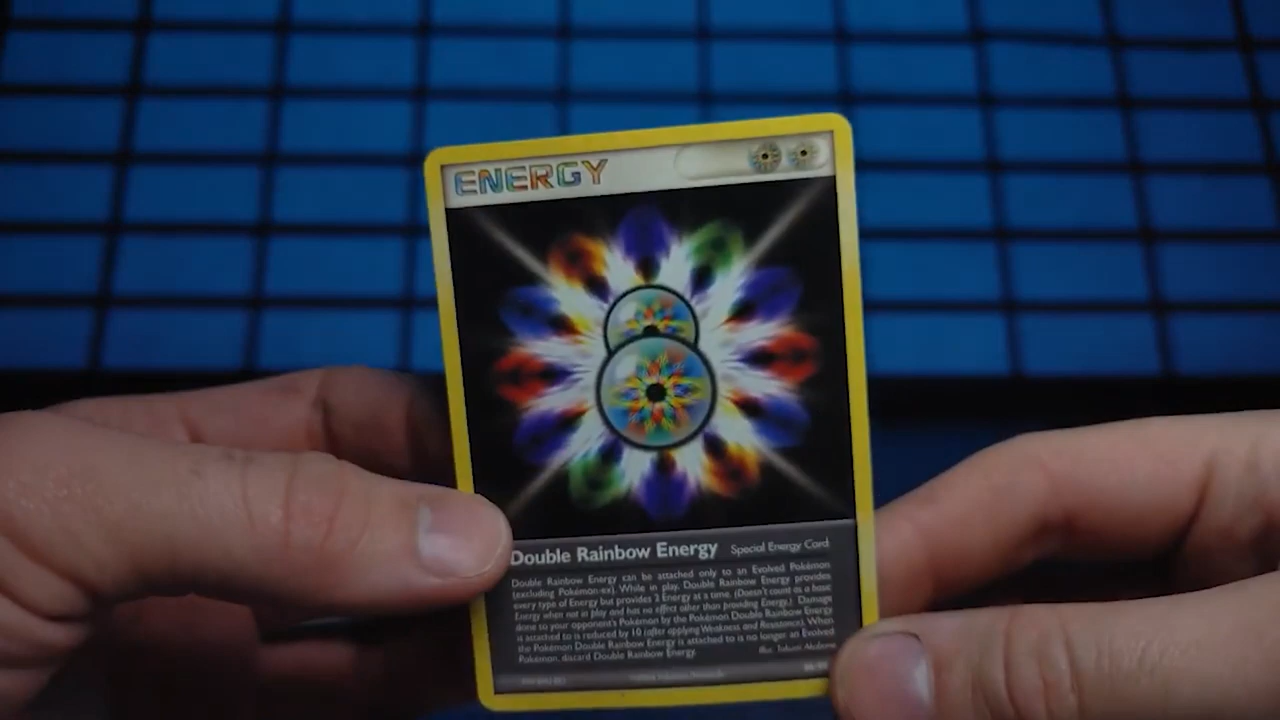 ENERGY
Double Rainbow Energy Special Energy Card
Double Rainbow Energy can be attached only to an Evolved Pokémon
(excluding Pokémon-ex). While in play, Double Rainbow Energy provides
every type of Energy but provides 2 Energy at a time. (Doesn't count as a basic
Energy when not in play and has no effect other than providing Energy.) Damage
done to your opponent's Pokémon by the Pokémon Double Rainbow Energy
is attached to is reduced by 10 (after applying Weakness and Resistance). When
the Pokémon Double Rainbow Energy is attached to is no longer an Evolved
Pokémon, discard Double Rainbow Energy. Illus. Takumi Akabane